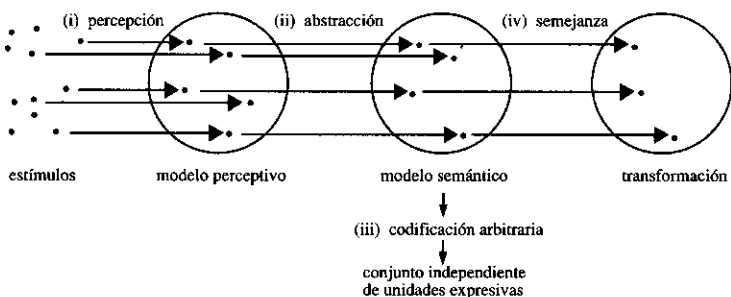 (i) percepción (ii) abstracción (iv) semejanza
estímulos modelo perceptivo modelo semántico transformación
(iii) codificación arbitraria
conjunto independiente
de unidades expresivas